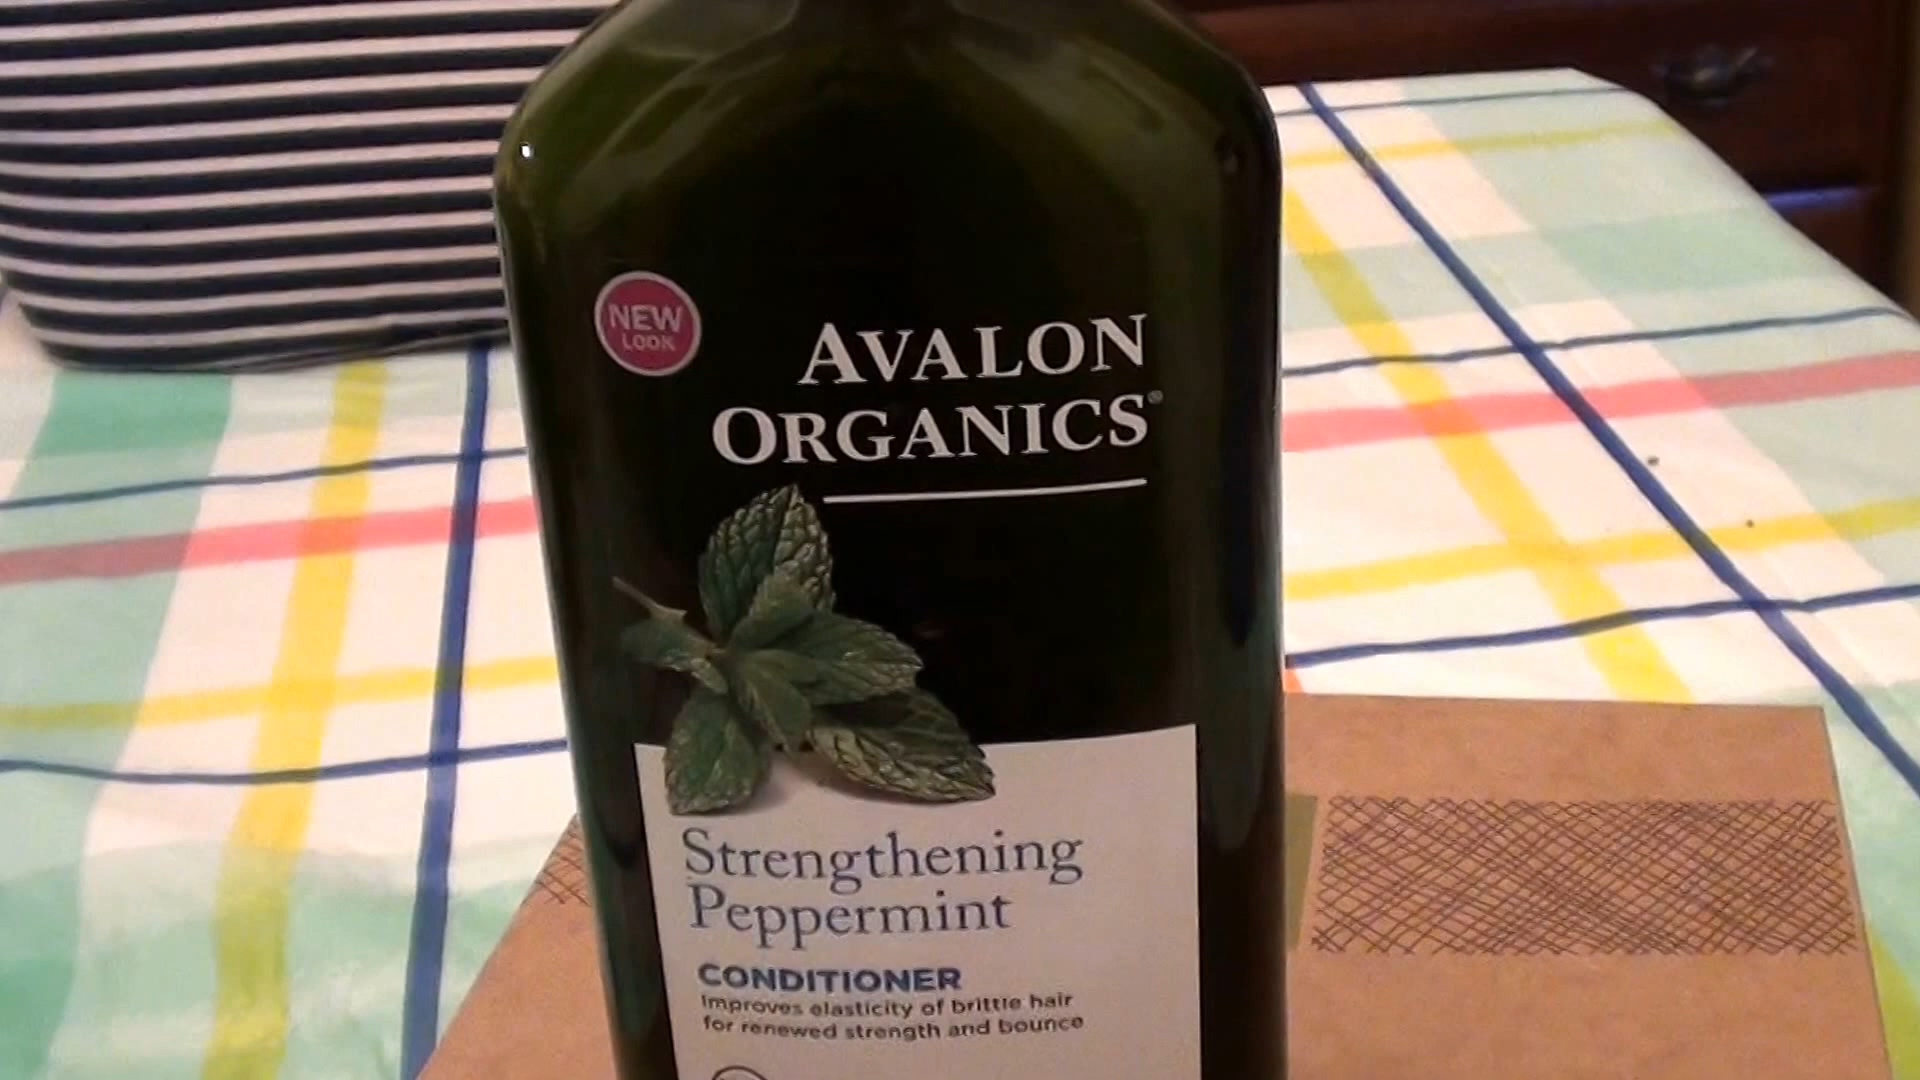 NEW
LOOK
AVALON
ORGANICS®
Strengthening
Peppermint
CONDITIONER
Improves elasticity of brittle hair
for renewed strength and bounce